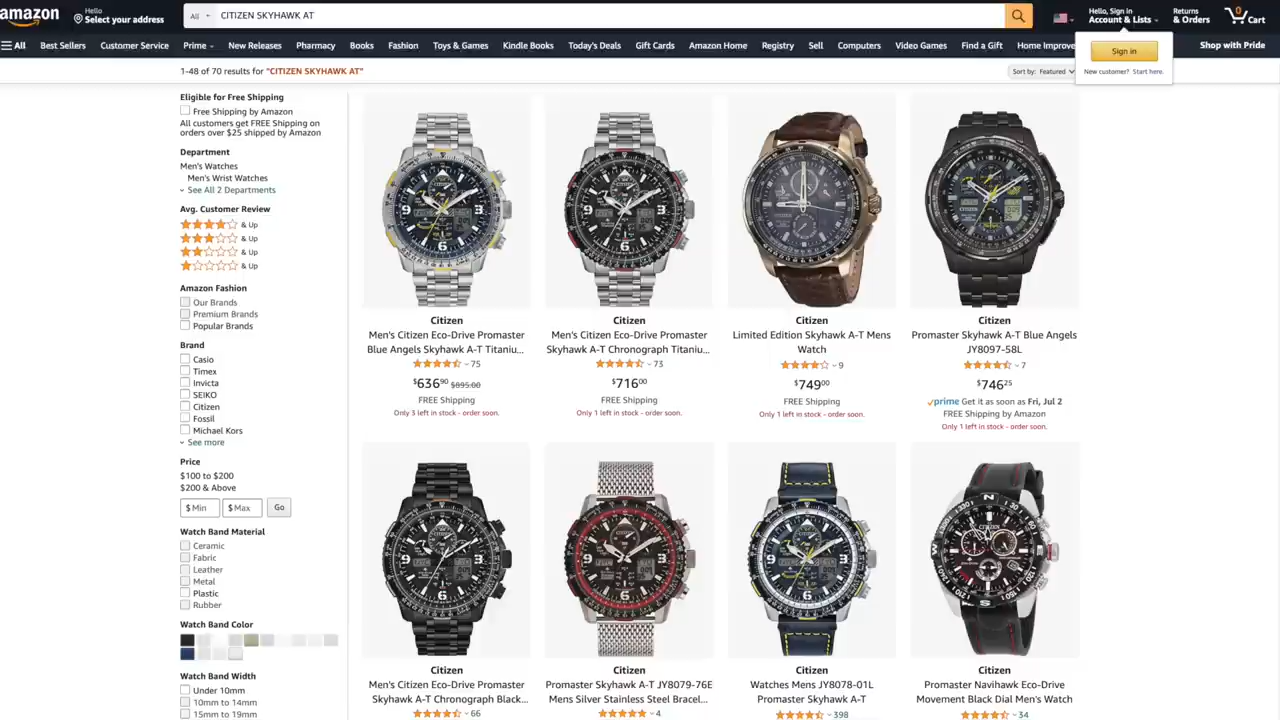 amazon
Hello
Select your address
All
CITIZEN SKYHAWK AT
Hello, Sign in
Account & Lists
Returns
& Orders
0
Cart
All
Best Sellers
Customer Service
Prime
New Releases
Pharmacy
Books
Fashion
Toys & Games
Kindle Books
Today's Deals
Gift Cards
Amazon Home
Registry
Sell
Computers
Video Games
Find a Gift
Home Improve
Shop with Pride
Sign in
New customer? Start here.
1-48 of 70 results for "CITIZEN SKYHAWK AT"
Sort by: Featured
Eligible for Free Shipping
Free Shipping by Amazon
All customers get FREE Shipping on
orders over $25 shipped by Amazon
Department
Men's Watches
Men's Wrist Watches
See All 2 Departments
Avg. Customer Review
& Up
& Up
& Up
& Up
Amazon Fashion
Our Brands
Premium Brands
Popular Brands
Brand
Casio
Timex
Invicta
SEIKO
Citizen
Fossil
Michael Kors
See more
Price
$100 to $200
$200 & Above
$ Min
$ Max
Go
Watch Band Material
Ceramic
Fabric
Leather
Metal
Plastic
Rubber
Watch Band Color
Watch Band Width
Under 10mm
10mm to 14mm
15mm to 19mm
Citizen
Men's Citizen Eco-Drive Promaster
Blue Angels Skyhawk A-T Titaniu...
75
$63690 $895.00
FREE Shipping
Only 3 left in stock - order soon.
Citizen
Men's Citizen Eco-Drive Promaster
Skyhawk A-T Chronograph Titaniu...
73
$71600
FREE Shipping
Only 1 left in stock - order soon.
Citizen
Limited Edition Skyhawk A-T Mens
Watch
9
$74900
FREE Shipping
Only 1 left in stock - order soon.
Citizen
Promaster Skyhawk A-T Blue Angels
JY8097-58L
7
$74625
prime Get it as soon as Fri, Jul 2
FREE Shipping by Amazon
Only 1 left in stock - order soon.
Citizen
Men's Citizen Eco-Drive Promaster
Skyhawk A-T Chronograph Black...
66
Citizen
Promaster Skyhawk A-T JY8079-76E
Mens Silver Stainless Steel Bracel...
4
Citizen
Watches Mens JY8078-01L
Promaster Skyhawk A-T
398
Citizen
Promaster Navihawk Eco-Drive
Movement Black Dial Men's Watch
34